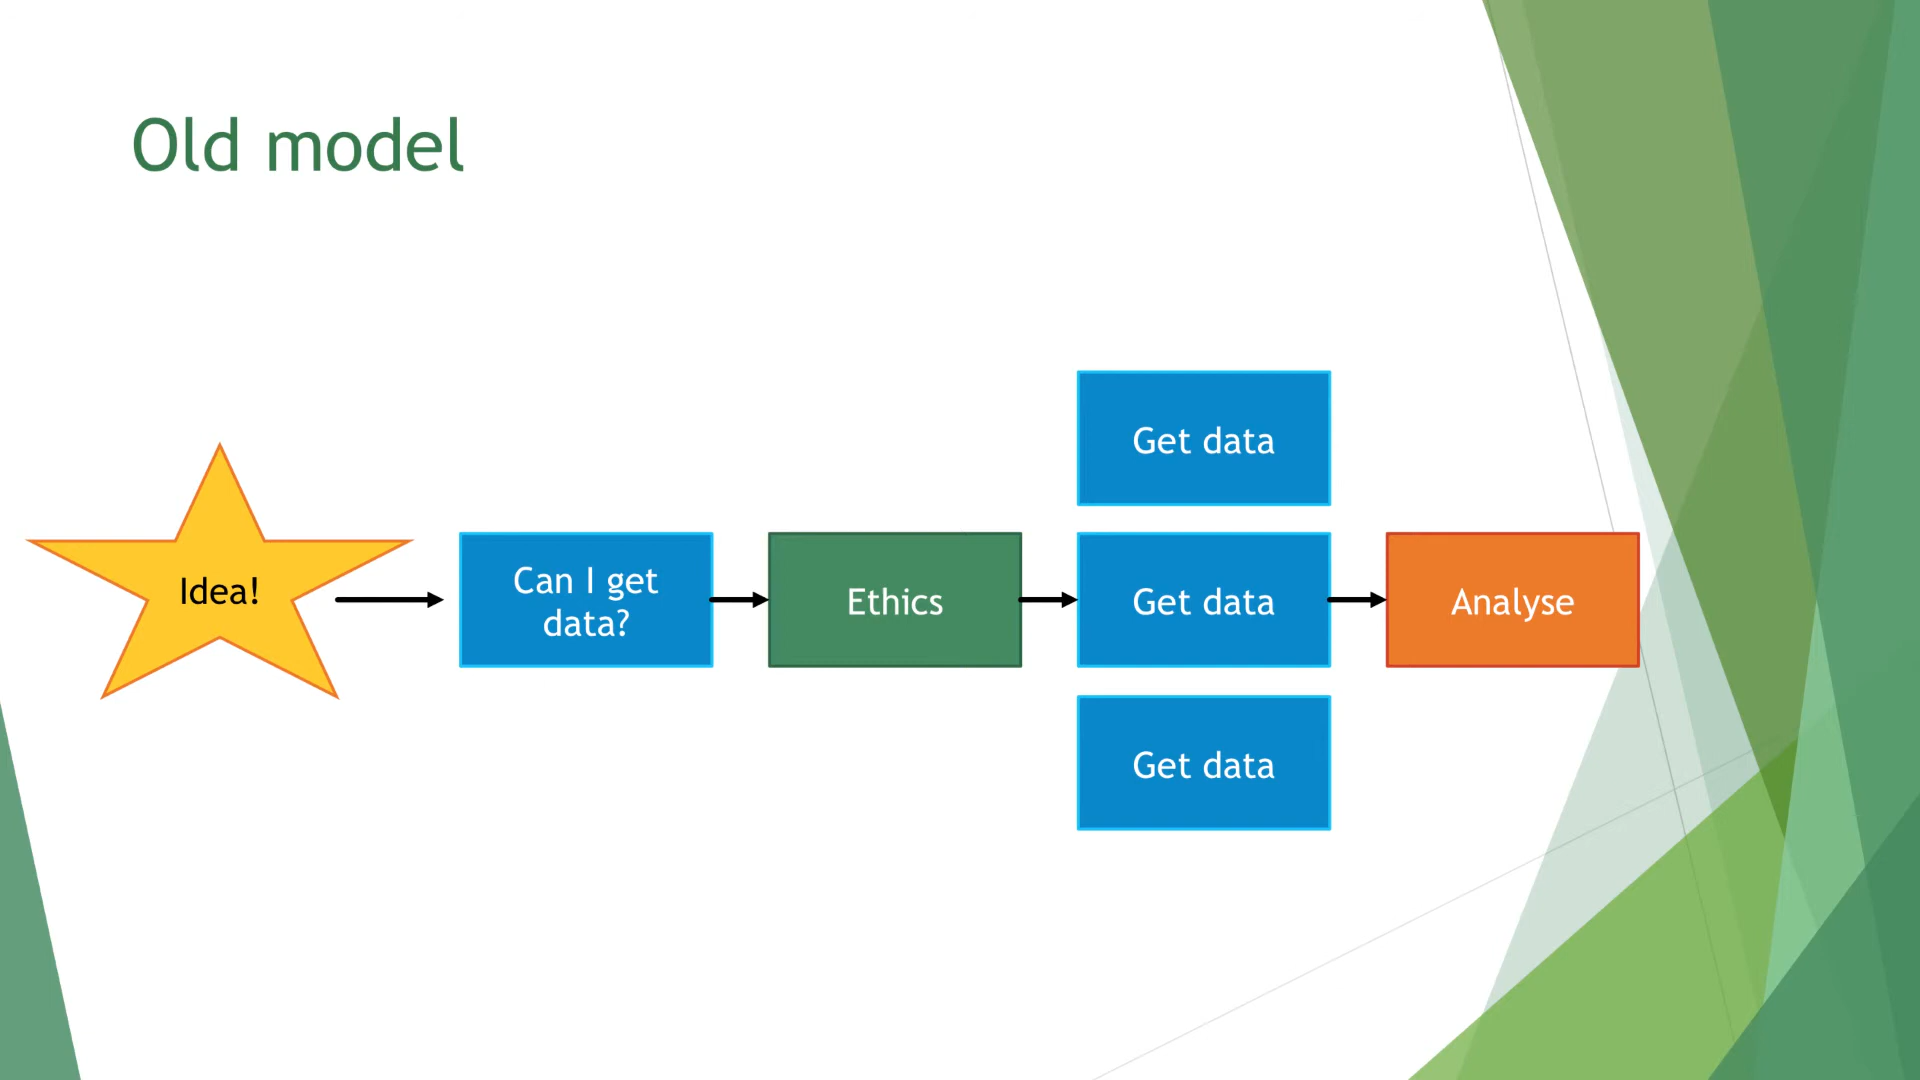 Old model
Idea!
Can I get
data?
Ethics
Get data
Get data
Get data
Analyse